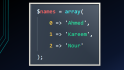 $names = array(
0 => 'Ahmed',
1 => 'Kareem',
2 => 'Nour'
);